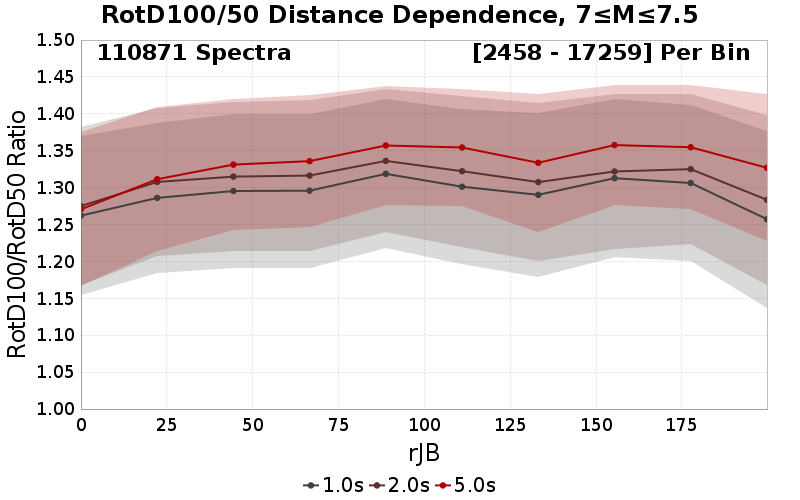 RotD100/50 Distance Dependence, 7≤M≤7.5
110871 Spectra
[2458 - 17259] Per Bin
RotD100/RotD50 Ratio
1.50
1.45
1.40
1.35
1.30
1.25
1.20
1.15
1.10
1.05
1.00
0 25 50 75 100 125 150 175
rJB
1.0s 2.0s 5.0s